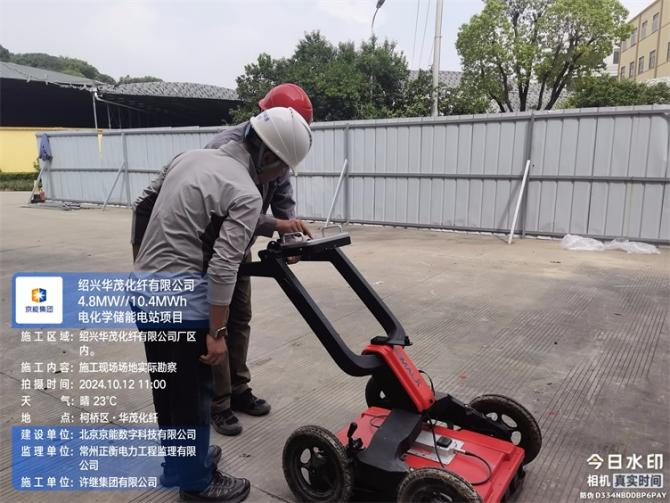 绍兴华茂化纤有限公司
4.8MW//10.4MWh
电化学储能电站项目
京能集团
施工区域：绍兴华茂化纤有限公司厂区
内。
施工内容：施工现场场地实际勘察
拍摄时间：2024.10.12 11:00
天气：晴 23℃
地点：柯桥区·华茂化纤
建设单位：北京京能数字科技有限公司
监理单位：常州正衡电力工程监理有限
公司
施工单位：许继集团有限公司
MALA
今日水印
相机 真实时间
防伪 D334NBDDBP6PA1